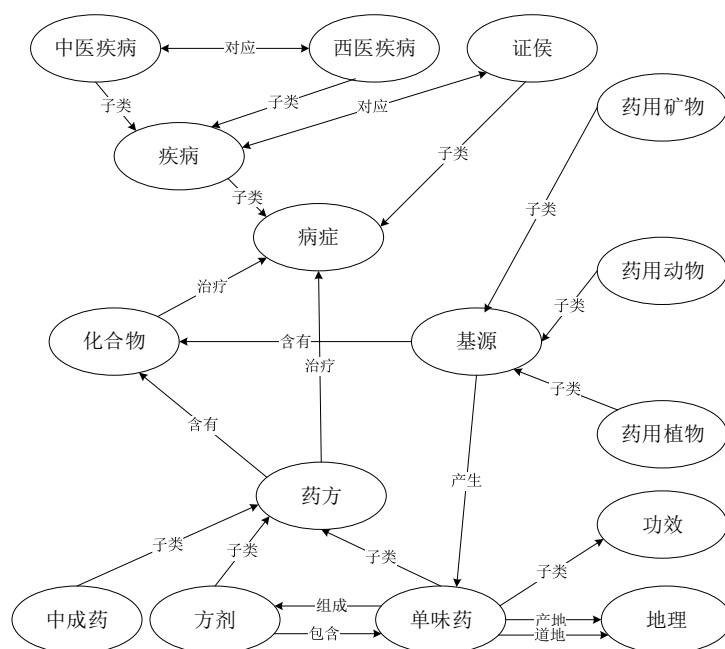 中医疾病
对应
西医疾病
证侯
子类
子类
对应
药用矿物
疾病
子类
子类
子类
病症
治疗
药用动物
子类
化合物
含有
基源
治疗
子类
含有
药用植物
产生
药方
功效
子类
子类
子类
子类
中成药
方剂
组成
包含
单味药
产地
道地
地理